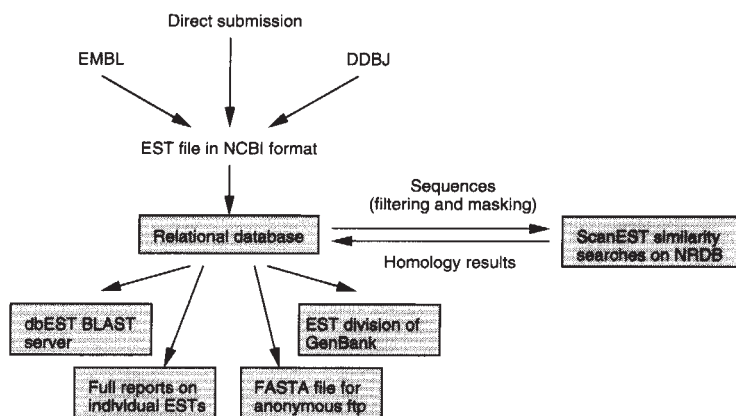 Direct submission
EMBL
DDBJ
EST file in NCBI format
Sequences
(filtering and masking)
Relational database
ScanEST similarity
searches on NRDB
Homology results
dbEST BLAST
server
EST division of
GenBank
Full reports on
individual ESTs
FASTA file for
anonymous ftp